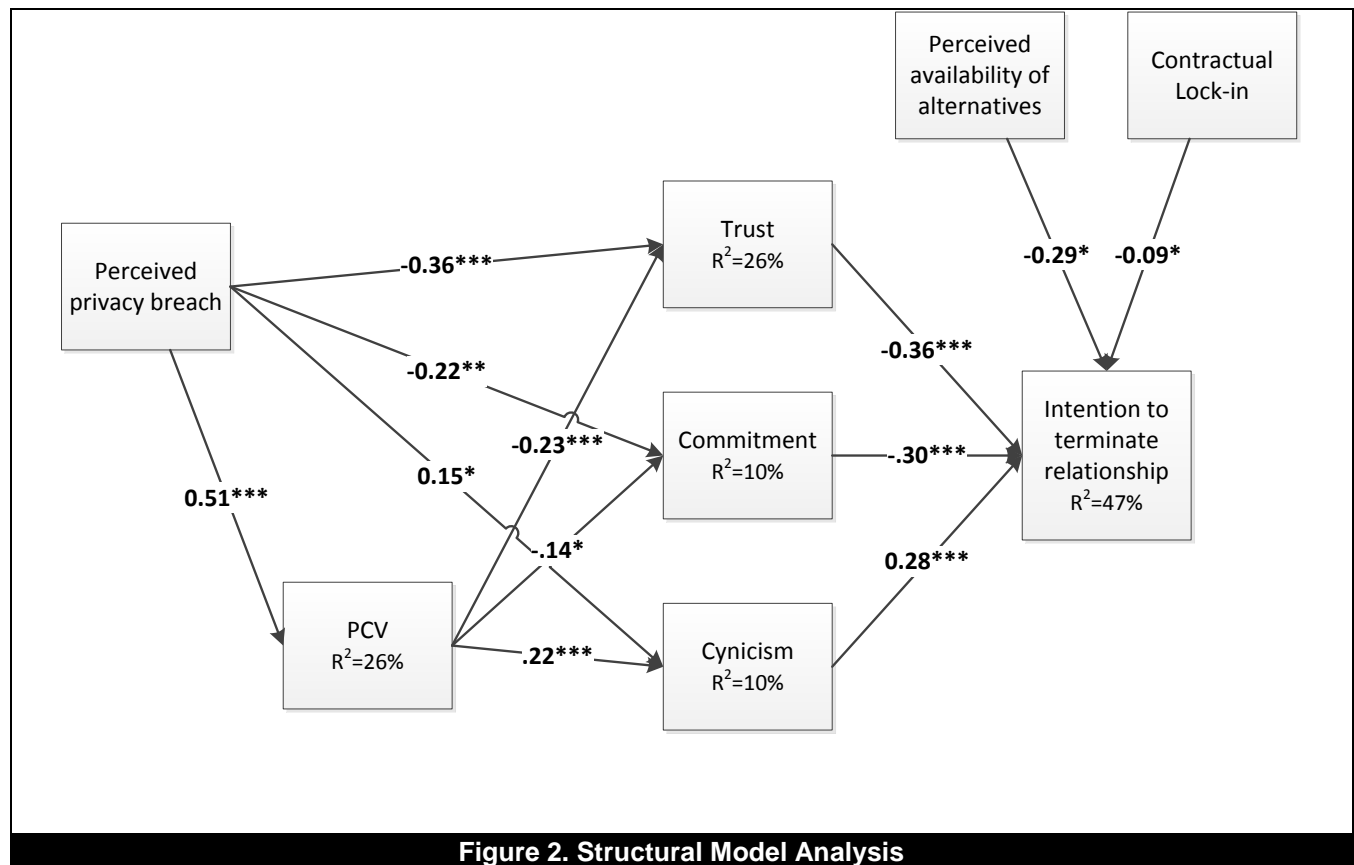 Perceived
availability of
alternatives
Contractual
Lock-in
Perceived
privacy breach
Trust
R²=26%
-0.36***
-0.29*
-0.09*
-0.36***
-0.22**
Commitment
R²=10%
-0.23***
-.30***
Intention to
terminate
relationship
R²=47%
0.15*
0.51***
-.14*
0.28***
PCV
R²=26%
.22***
Cynicism
R²=10%
Figure 2. Structural Model Analysis